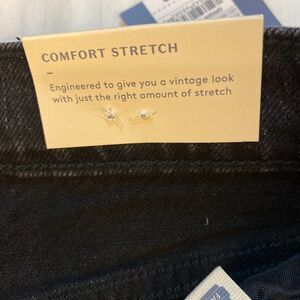 COMFORT STRETCH
–
Engineered to give you a vintage look
with just the right amount of stretch